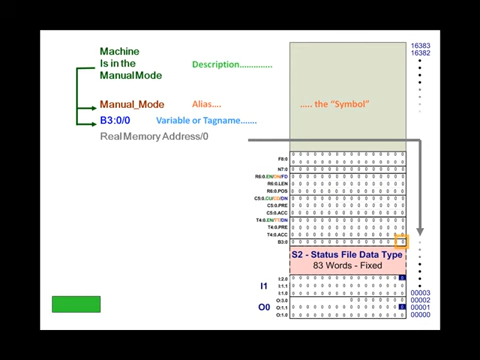 Machine
Is in the
Manual Mode
Description.............
Manual_Mode
Alias....
..... the "Symbol"
B3:0/0
Variable or Tagname.......
Real Memory Address/0
16383
16382
F8:0
N7:0
R6:0.EN/DN/FD
R6:0.LEN
R6:0.POS
C5:0.CU/CD/DN
C5:0.PRE
C5:0.ACC
T4:0.EN/TT/DN
T4:0.PRE
T4:0.ACC
B3:0
S2 - Status File Data Type
83 Words - Fixed
I1
I:2.0
I:1.1
I:1.0
O0
O:3.0
O:1.1
O:1.0
00003
00002
00001
00000